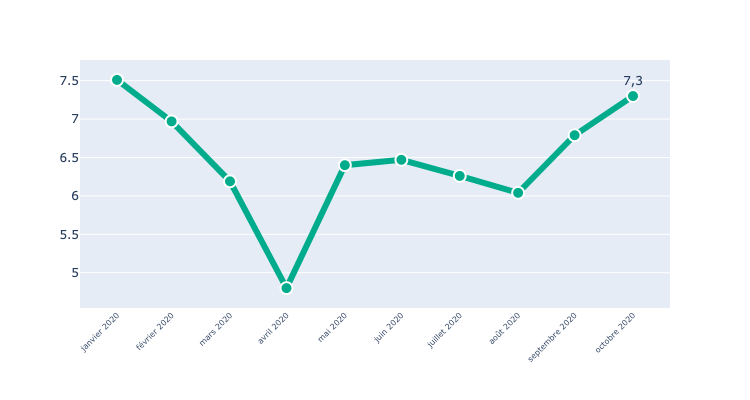 7.5
7
6.5
6
5.5
5
7,3
janvier 2020
février 2020
mars 2020
avril 2020
mai 2020
juin 2020
juillet 2020
août 2020
septembre 2020
octobre 2020